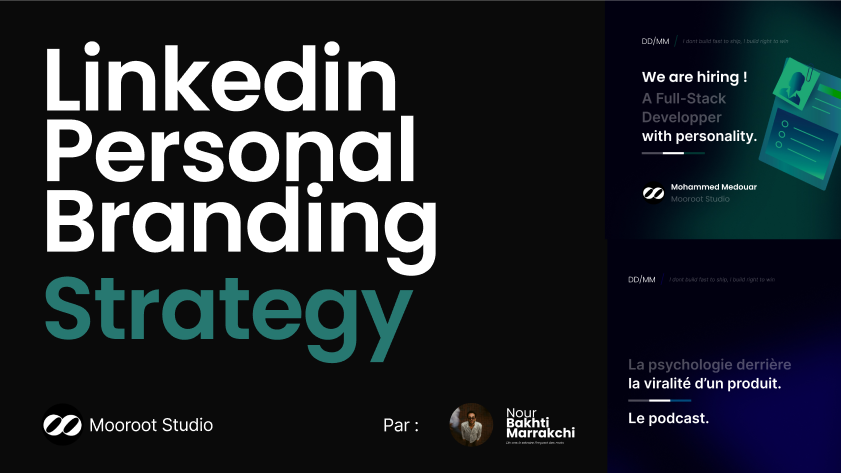 Linkedin
Personal
Branding
Strategy
Mooroot Studio
Par :
Nour
Bakhti
Marrakchi
DD/MM
I dont build fast to ship, I build right to win
We are hiring !
A Full-Stack
Developper
with personality.
Mohammed Medouar
Mooroot Studio
DD/MM
I dont build fast to ship, I build right to win
La psychologie derrière
la viralité d'un produit.
Le podcast.